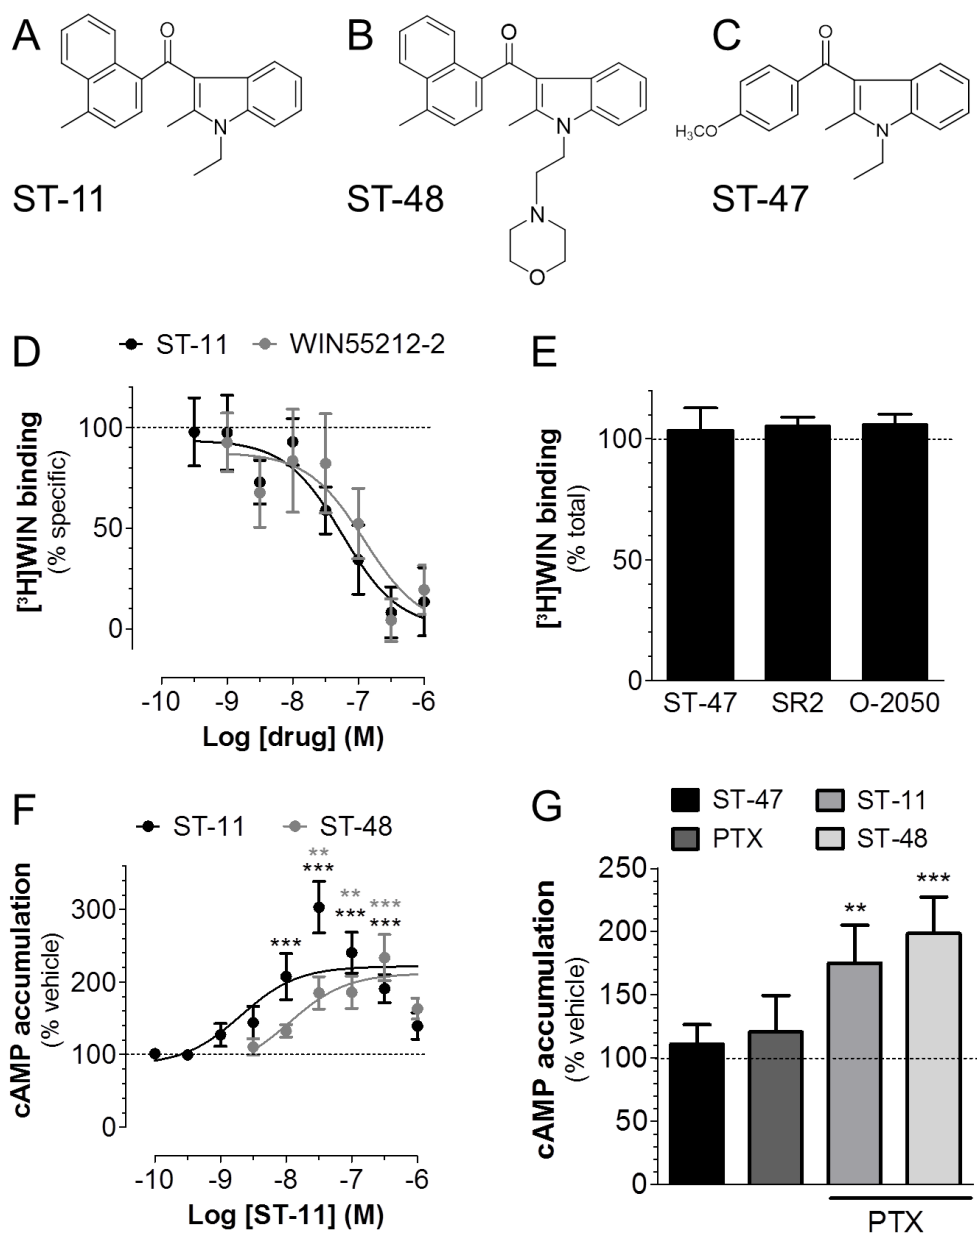 A
B
C
O
O
O
N
N
N
H₃CO
N
O
ST-11
ST-48
ST-47
D
ST-11
WIN55212-2
[³H]WIN binding
(% specific)
100
50
0
-10
-9
-8
-7
-6
Log [drug] (M)
E
[³H]WIN binding
(% total)
100
50
0
ST-47
SR2
O-2050
F
ST-11
ST-48
cAMP accumulation
(% vehicle)
300
200
100
0
***
**
***
**
***
***
***
-10
-9
-8
-7
-6
Log [ST-11] (M)
G
ST-47
ST-11
PTX
ST-48
cAMP accumulation
(% vehicle)
250
200
150
100
50
0
**
***
PTX